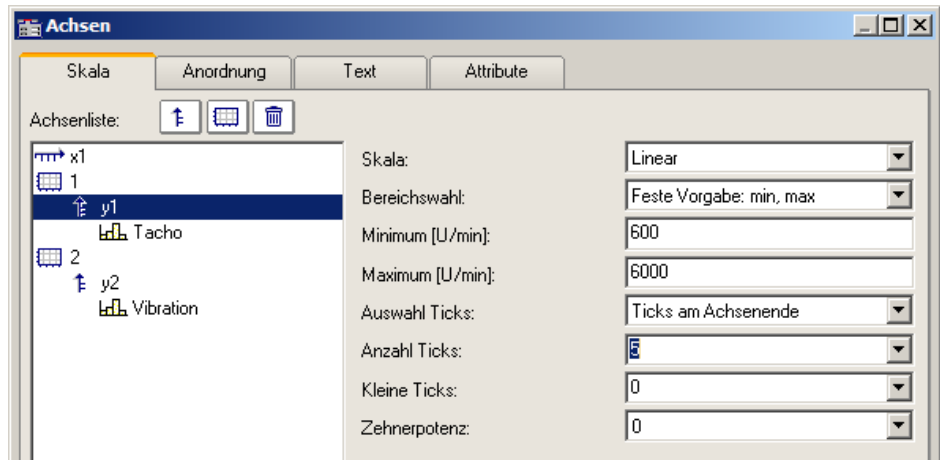 Achsen
Skala Anordnung Text Attribute
Achsenliste:
x1
1
y1
Tacho
2
y2
Vibration
Skala: Linear
Bereichswahl: Feste Vorgabe: min, max
Minimum [U/min]: 600
Maximum [U/min]: 6000
Auswahl Ticks: Ticks am Achsenende
Anzahl Ticks: 5
Kleine Ticks: 0
Zehnerpotenz: 0